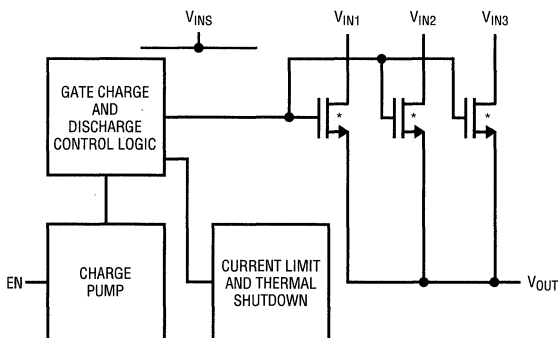 VINS
VIN1
VIN2
VIN3
GATE CHARGE
AND
DISCHARGE
CONTROL LOGIC
*
*
*
EN
CHARGE
PUMP
CURRENT LIMIT
AND THERMAL
SHUTDOWN
VOUT